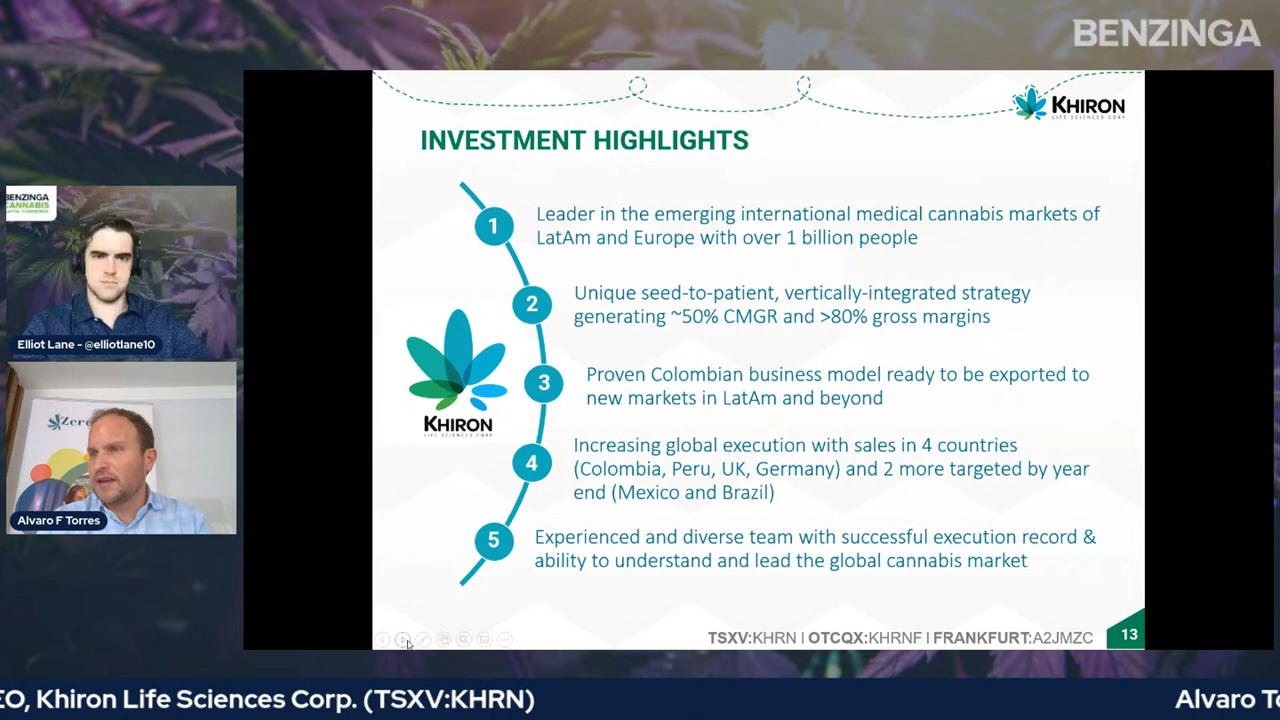 BENZINGA
KHIRON
LIFE SCIENCES CORP
INVESTMENT HIGHLIGHTS
1
Leader in the emerging international medical cannabis markets of
LatAm and Europe with over 1 billion people
2
Unique seed-to-patient, vertically-integrated strategy
generating ~50% CMGR and >80% gross margins
3
Proven Colombian business model ready to be exported to
new markets in LatAm and beyond
4
Increasing global execution with sales in 4 countries
(Colombia, Peru, UK, Germany) and 2 more targeted by year
end (Mexico and Brazil)
5
Experienced and diverse team with successful execution record &
ability to understand and lead the global cannabis market
KHIRON
LIFE SCIENCES CORP
TSXV:KHRN I OTCQX:KHRNF I FRANKFURT:A2JMZC
13
BENZINGA
CANNABIS
Elliot Lane - @elliotlane10
Zere
Alvaro F Torres
EO, Khiron Life Sciences Corp. (TSXV:KHRN)
Alvaro To